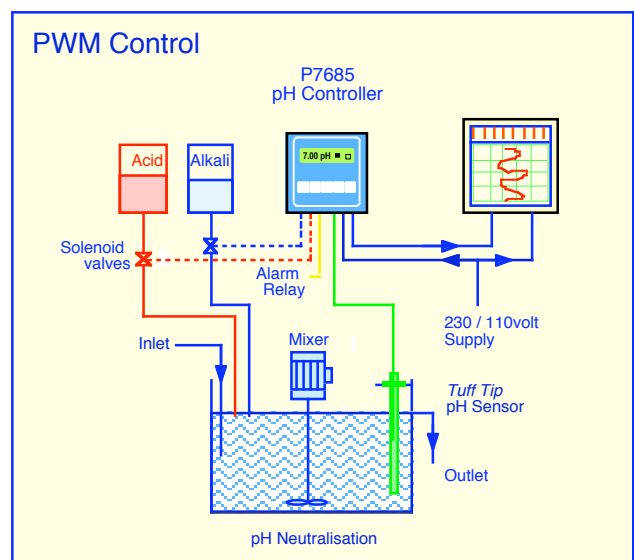 PWM Control
P7685
pH Controller
Acid
Alkali
7.00 pH
Solenoid
valves
Alarm
Relay
230 / 110volt
Supply
Inlet
Mixer
Tuff Tip
pH Sensor
Outlet
pH Neutralisation